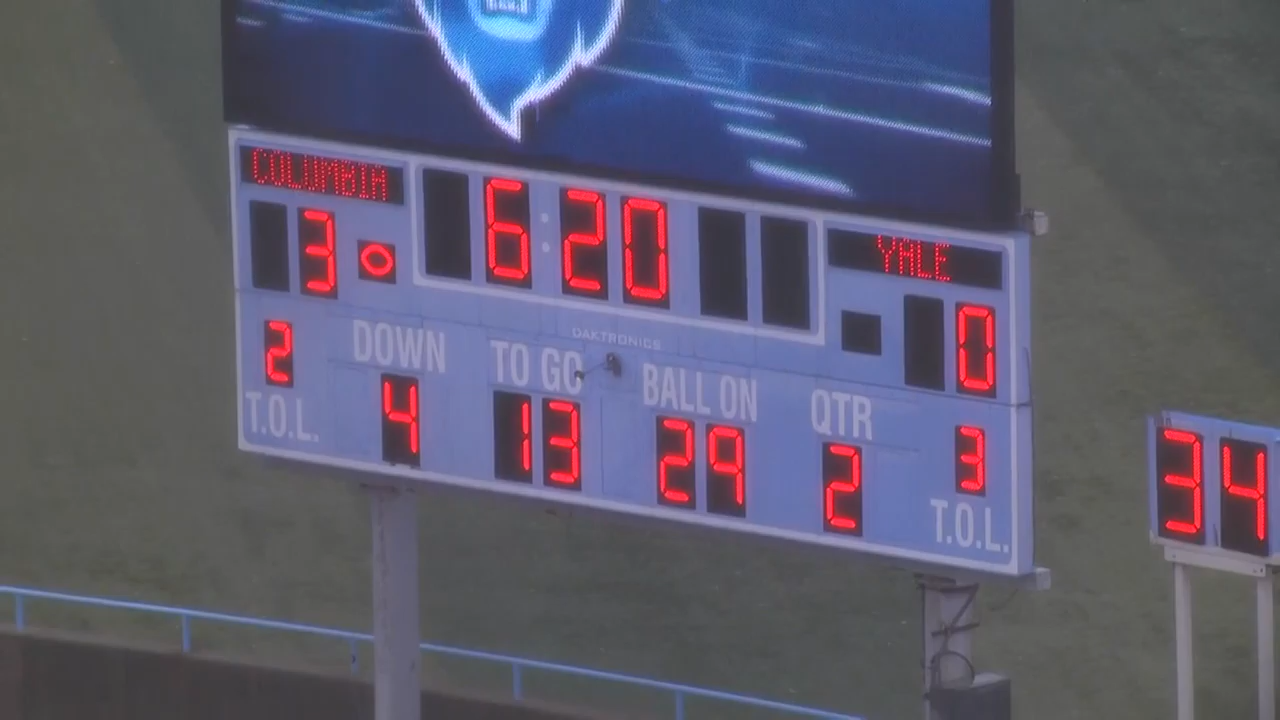 COLUMBIA 6:20 YALE
3 0
DAKTRONICS
2 DOWN TO GO BALL ON QTR
T.O.L. 4 13 29 2 3
T.O.L.
34